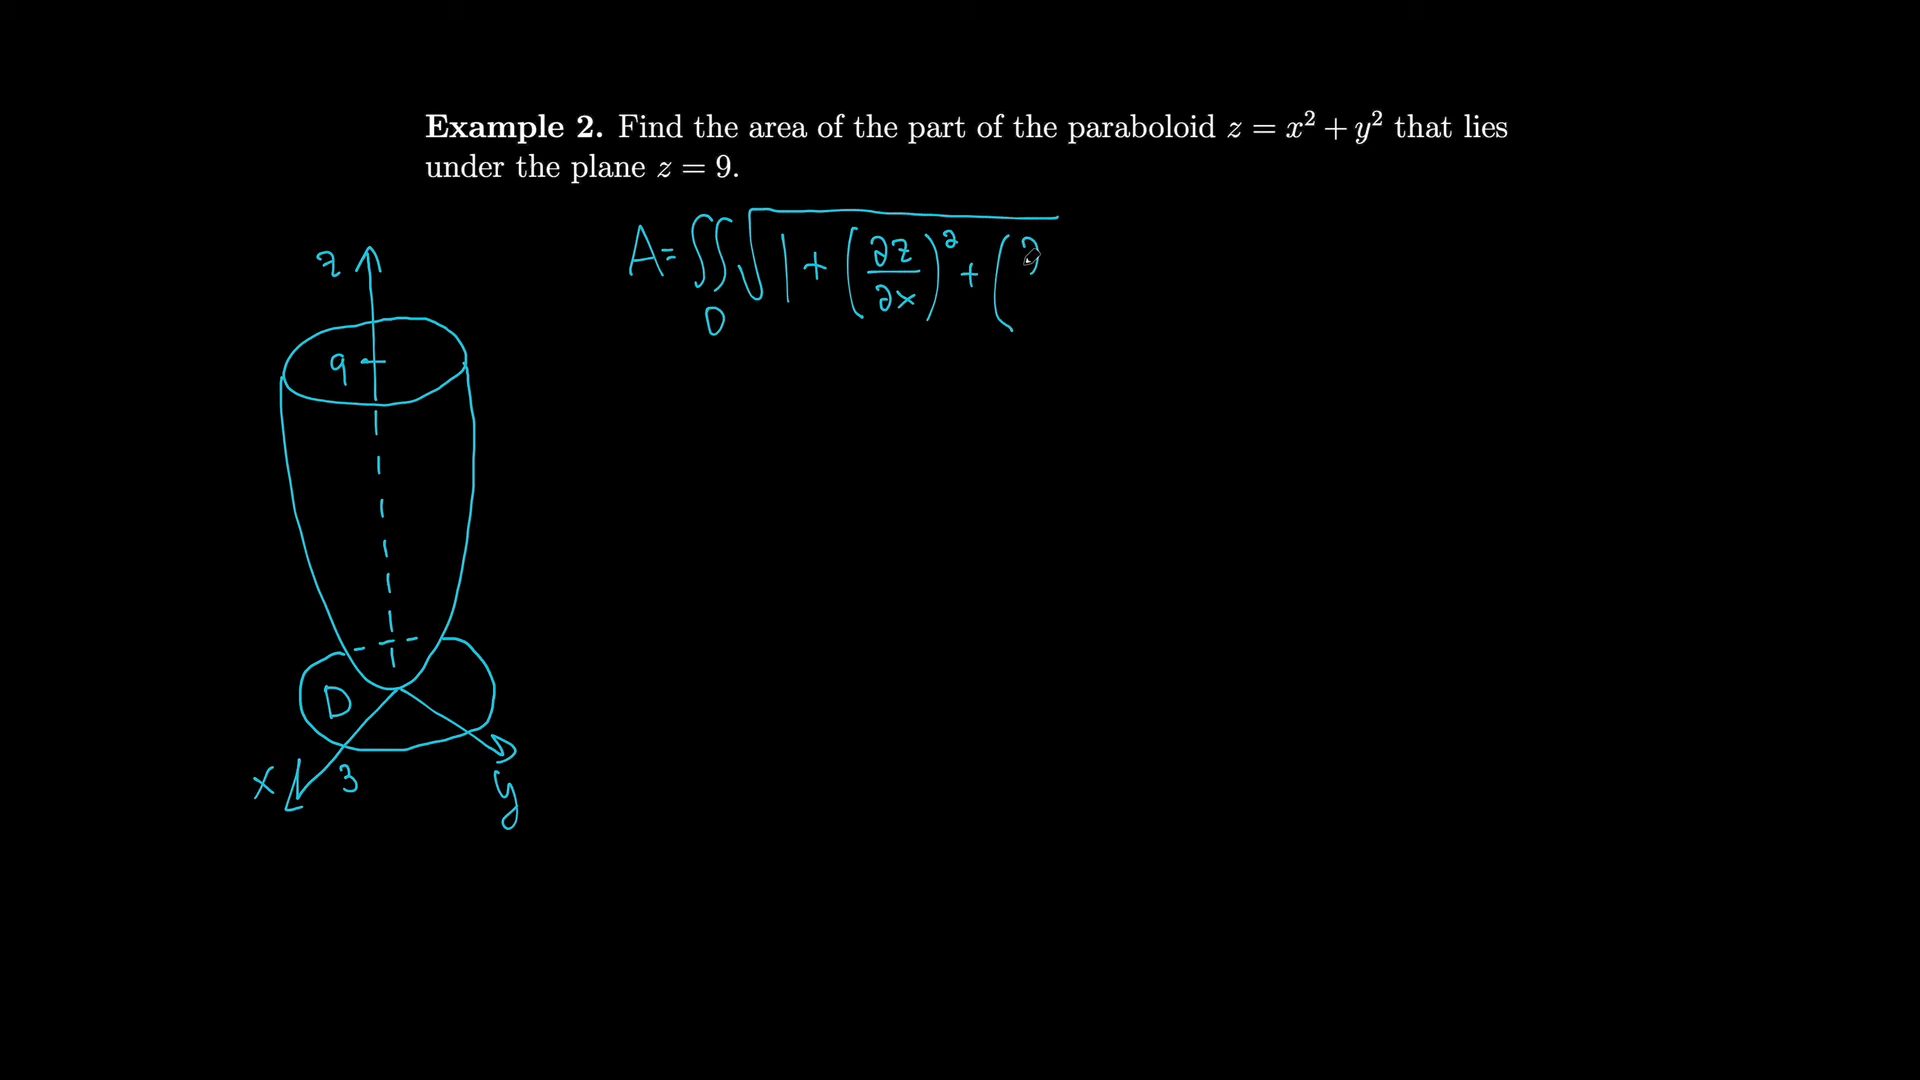 Example 2. Find the area of the part of the paraboloid z = x² + y² that lies
under the plane z = 9.
A = ∬_D √(1 + (∂z/∂x)² + (∂
z
9
D
x
3
y